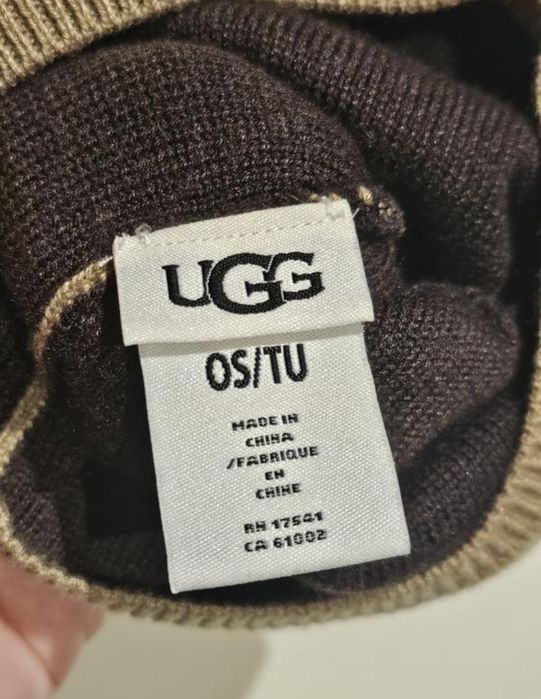 UGG
OS/TU
MADE IN
CHINA
/FABRIQUE
EN
CHINE
RN 17541
CA 61002